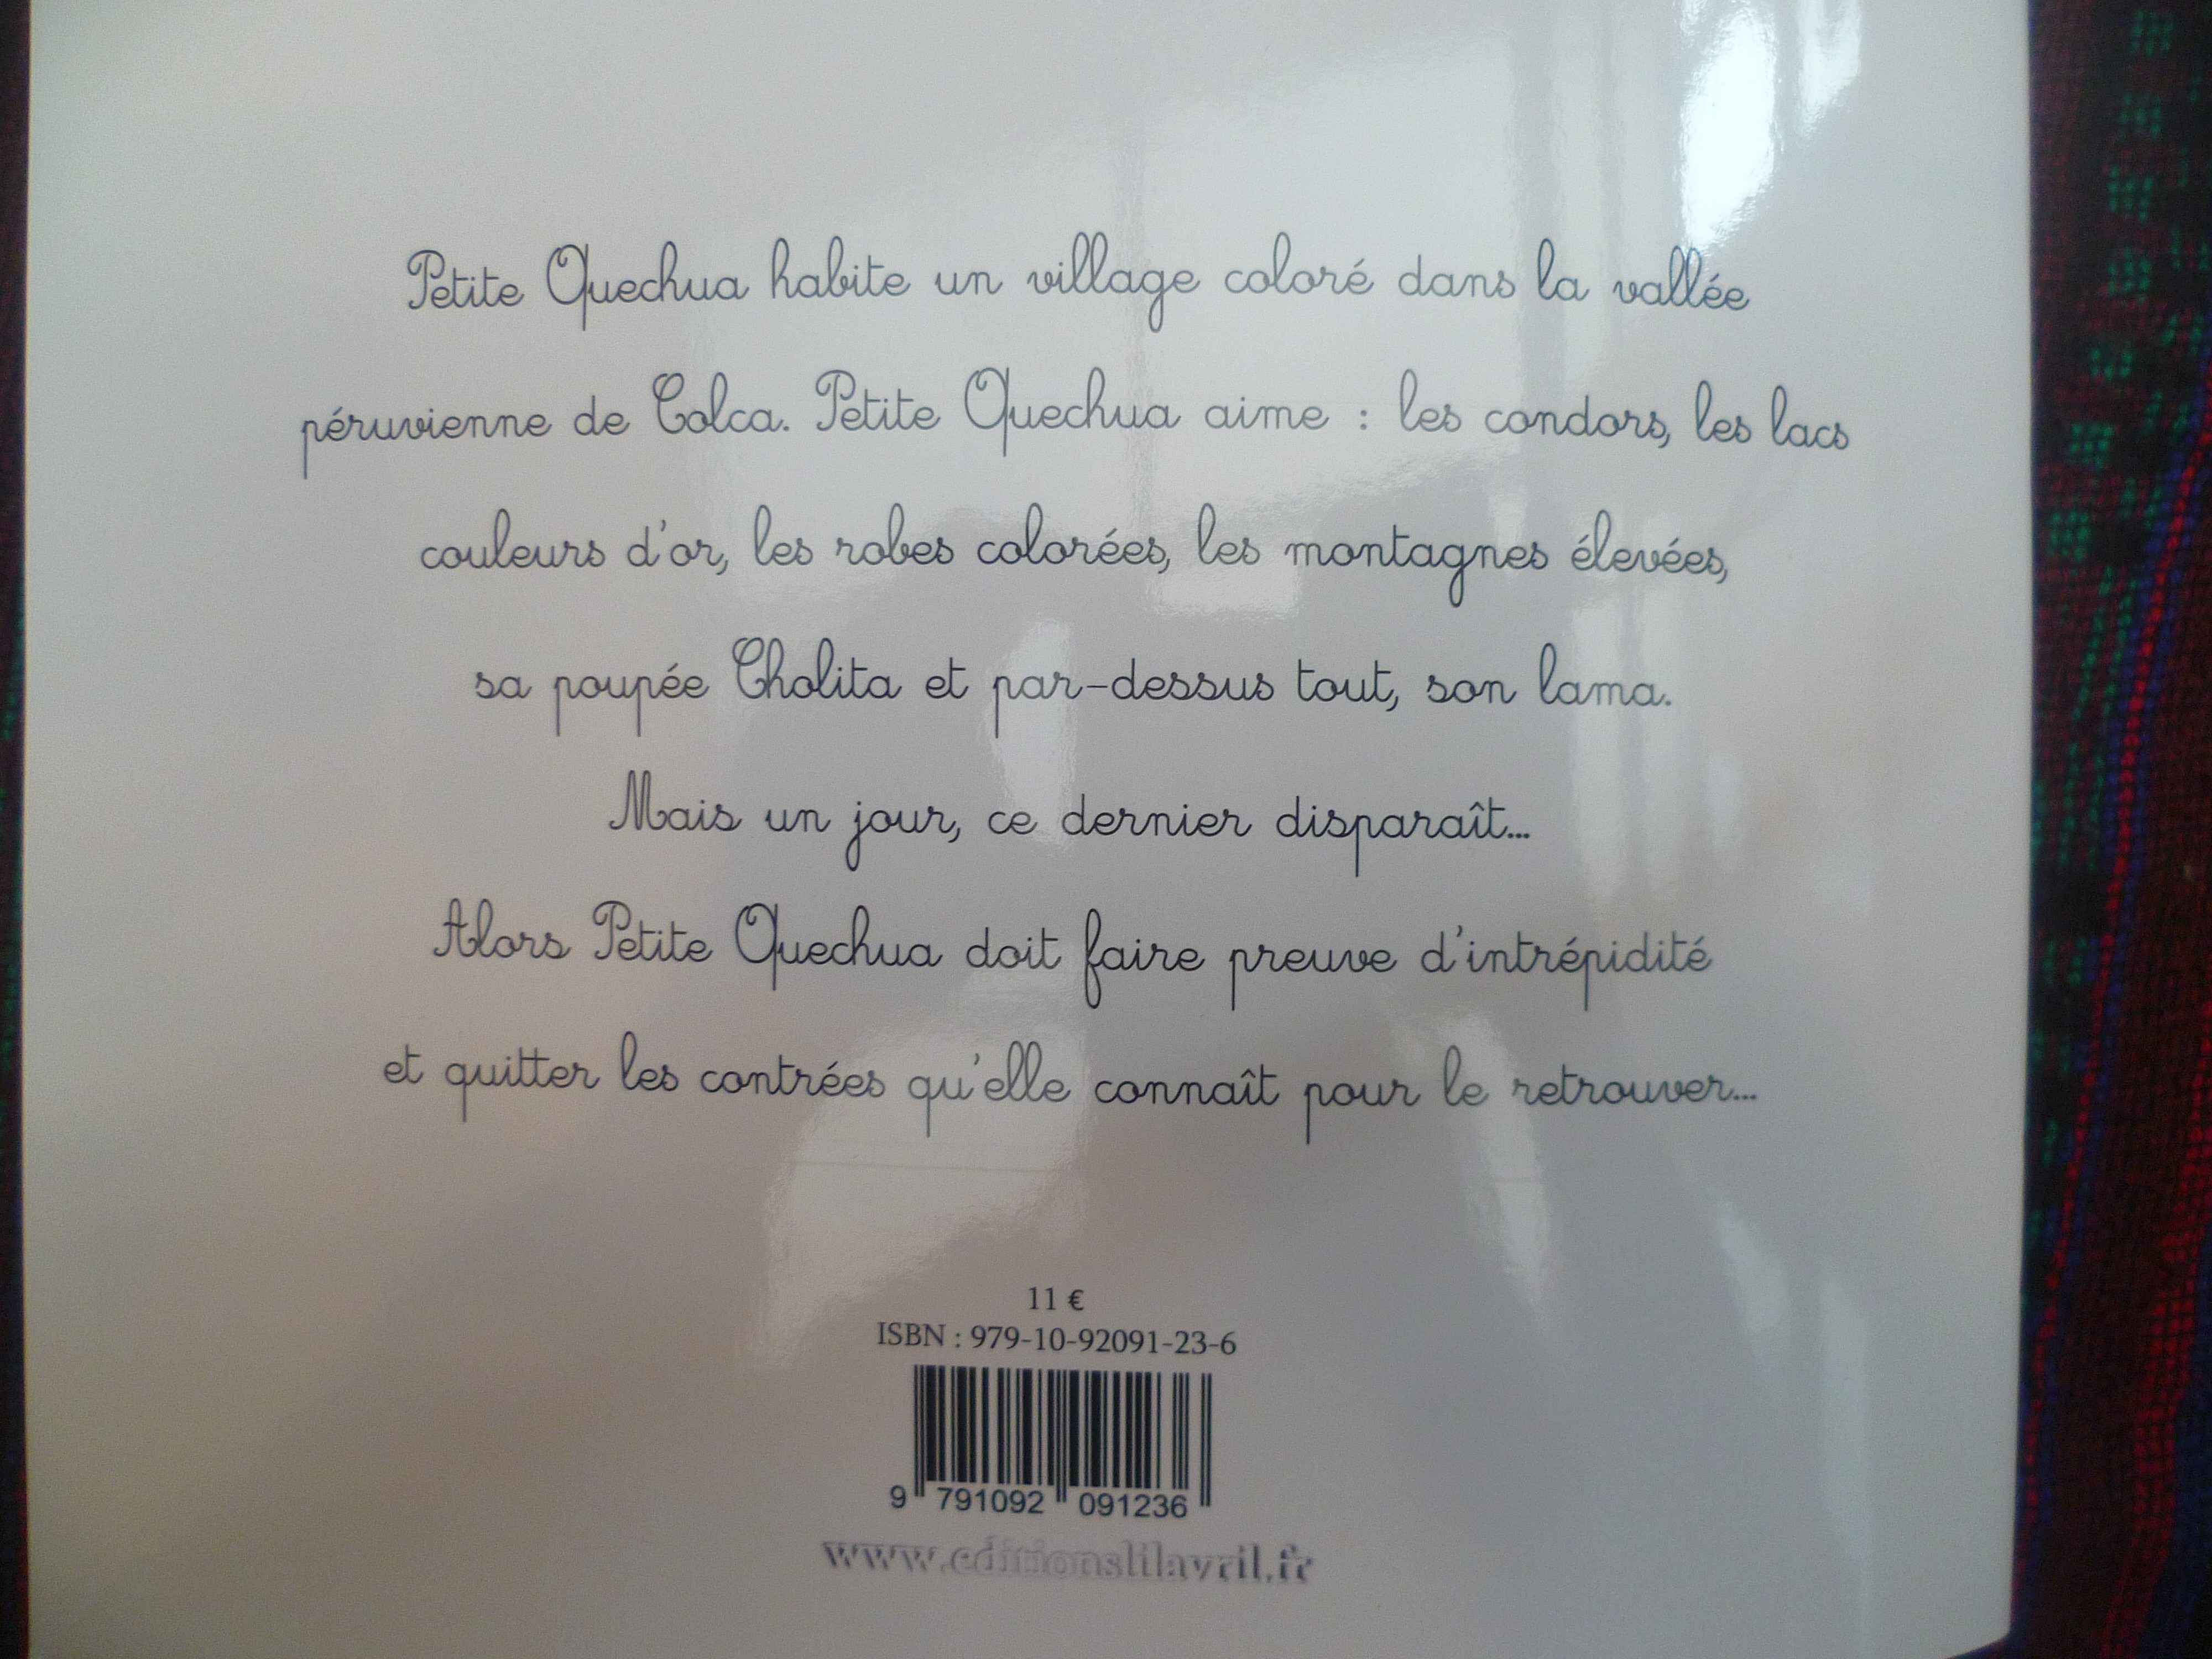 Petite Quechua habite un village coloré dans la vallée
péruvienne de Colca. Petite Quechua aime : les condors, les lacs
couleurs d'or, les robes colorées, les montagnes élevées,
sa poupée Cholita et par-dessus tout, son lama.
Mais un jour, ce dernier disparaît...
Alors Petite Quechua doit faire preuve d'intrépidité
et quitter les contrées qu'elle connaît pour le retrouver...
11 €
ISBN : 979-10-92091-23-6
9 791092 091236
www.editionslilavril.fr